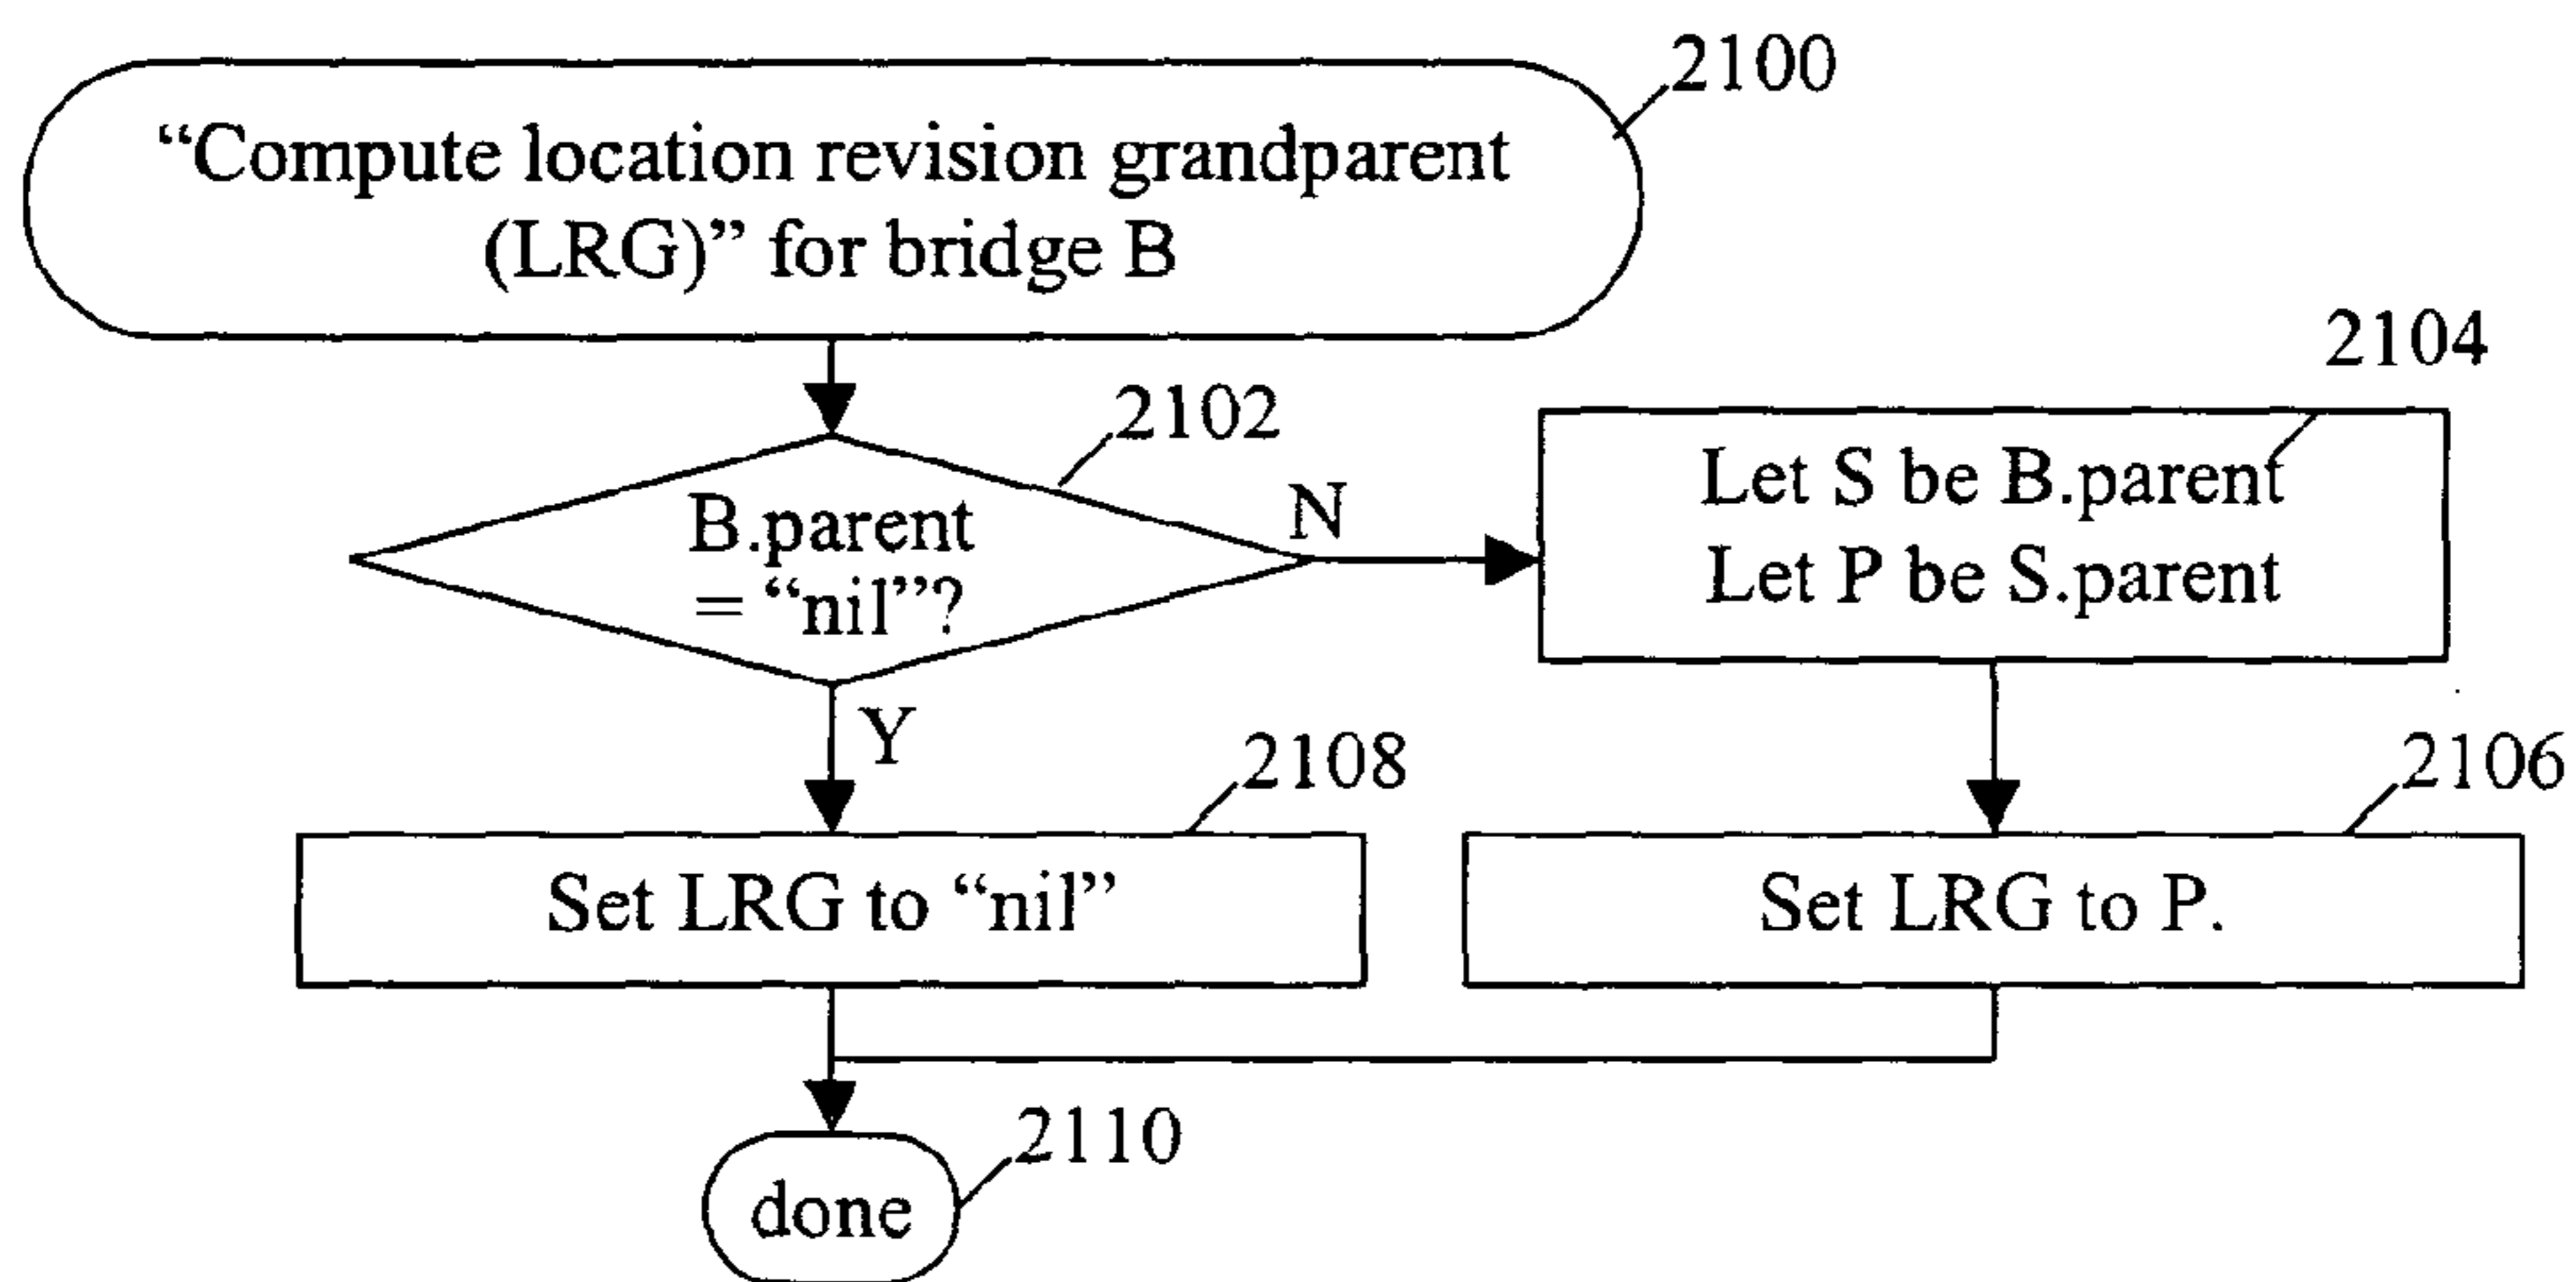 2100
“Compute location revision grandparent
(LRG)” for bridge B
2104
2102
B.parent
= “nil”?
N
Let S be B.parent
Let P be S.parent
Y
2108
2106
Set LRG to “nil”
Set LRG to P.
2110
done